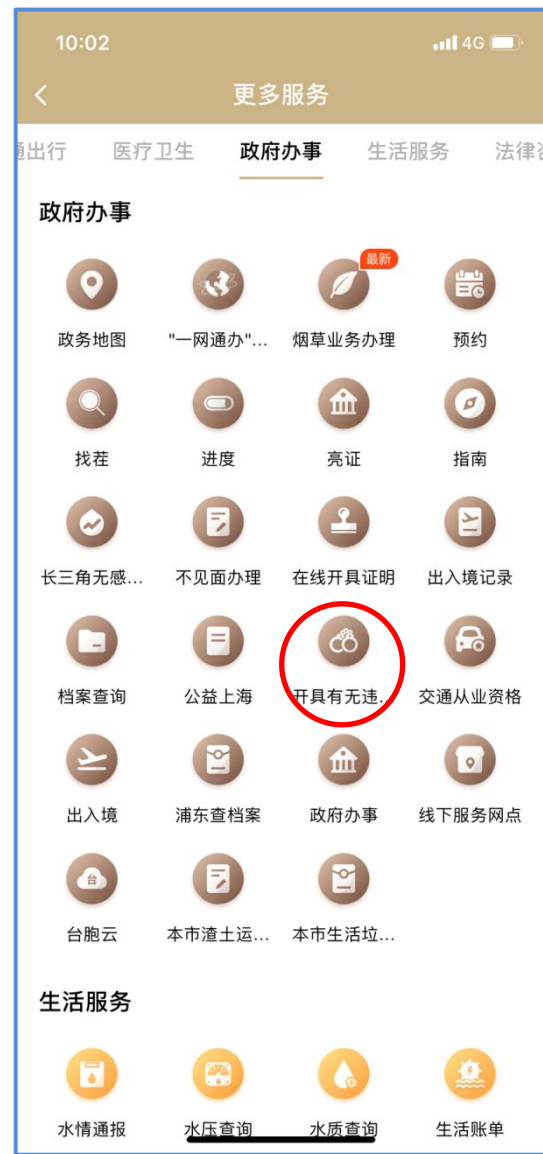 10:02
4G
更多服务
通出行 医疗卫生 政府办事 生活服务 法律咨
政府办事
最新
政务地图 "一网通办"... 烟草业务办理 预约
找茬 进度 亮证 指南
长三角无感... 不见面办理 在线开具证明 出入境记录
档案查询 公益上海 开具有无违... 交通从业资格
出入境 浦东查档案 政府办事 线下服务网点
台
台胞云 本市渣土运... 本市生活垃...
生活服务
水情通报 水压查询 水质查询 生活账单